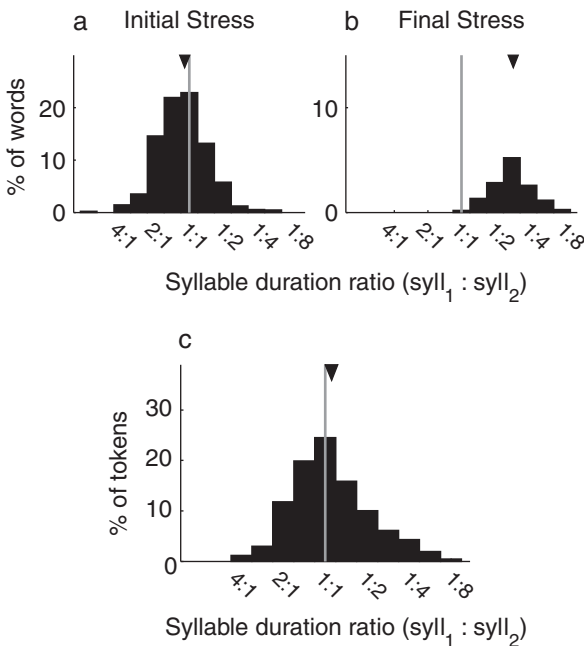 a Initial Stress
b Final Stress
% of words
20
10
0
4:1 2:1 1:1 1:2 1:4 1:8
10
0
4:1 2:1 1:1 1:2 1:4 1:8
Syllable duration ratio (syll1 : syll2)
c
% of tokens
30
20
10
0
4:1 2:1 1:1 1:2 1:4 1:8
Syllable duration ratio (syll1 : syll2)